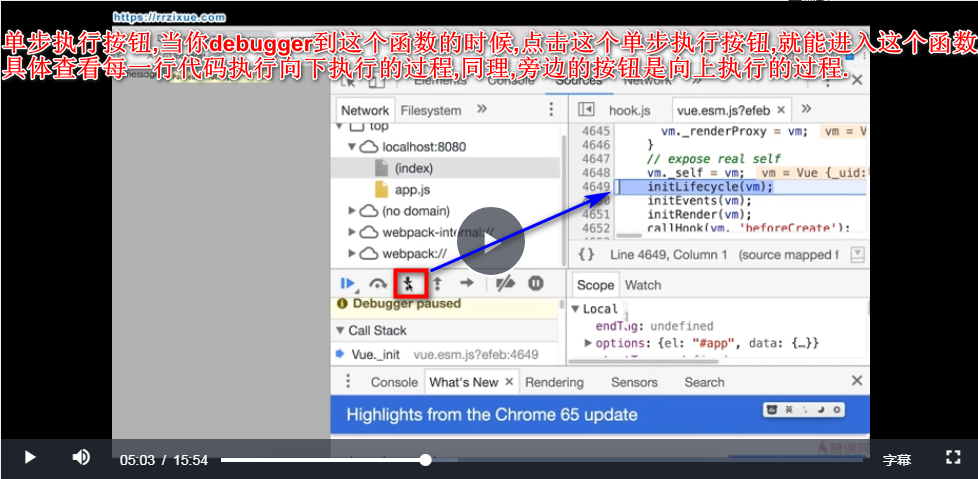 https://rrzixue.com
单步执行按钮,当你debugger到这个函数的时候,点击这个单步执行按钮,就能进入这个函数
具体查看每一行代码执行向下执行的过程,同理,旁边的按钮是向上执行的过程.
message
Elements Console Sources Network »
Network Filesystem »
hook.js vue.esm.js?efeb × »
top
localhost:8080
(index)
app.js
(no domain)
webpack-internal://
webpack://
4645 vm._renderProxy = vm; vm = V
4646 }
4647 // expose real self
4648 vm._self = vm; vm = Vue {_uid:
4649 initLifecycle(vm);
4650 initEvents(vm);
4651 initRender(vm);
4652 callHook(vm, 'beforeCreate');
{} Line 4649, Column 1 (source mapped f
Debugger paused
Call Stack
Vue._init vue.esm.js?efeb:4649
Scope Watch
Local
endTag: undefined
options: {el: "#app", data: {…}}
Console What's New × Rendering Sensors Search ×
Highlights from the Chrome 65 update
英
慕课网
05:03 / 15:54
字幕